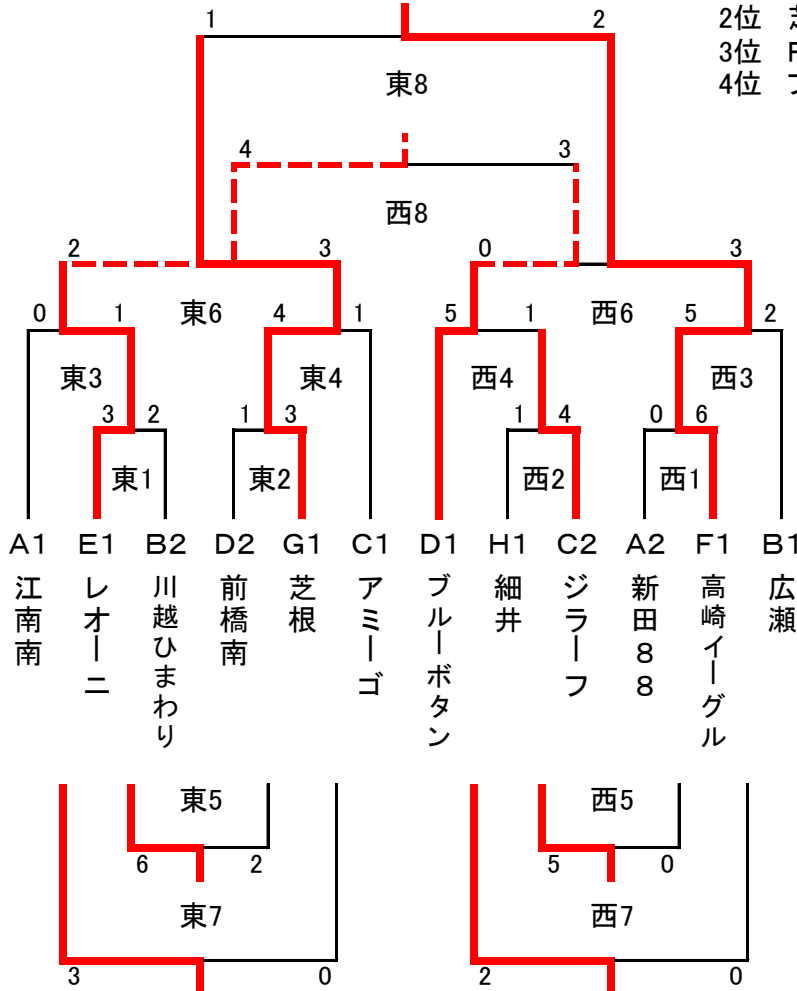 1
2
2位
3位
4位
東8
4
3
西8
2
3
0
3
東6
西6
0
1
4
1
5
1
5
2
東3
東4
西4
西3
3
2
1
3
1
4
0
6
東1
東2
西2
西1
A1
E1
B2
D2
G1
C1
D1
H1
C2
A2
F1
B1
江南南
レオーニ
川越ひまわり
前橋南
芝根
アミーゴ
ブルーボタン
細井
ジラーフ
新田88
高崎イーグル
広瀬
東5
西5
6
2
5
0
東7
西7
3
0
2
0